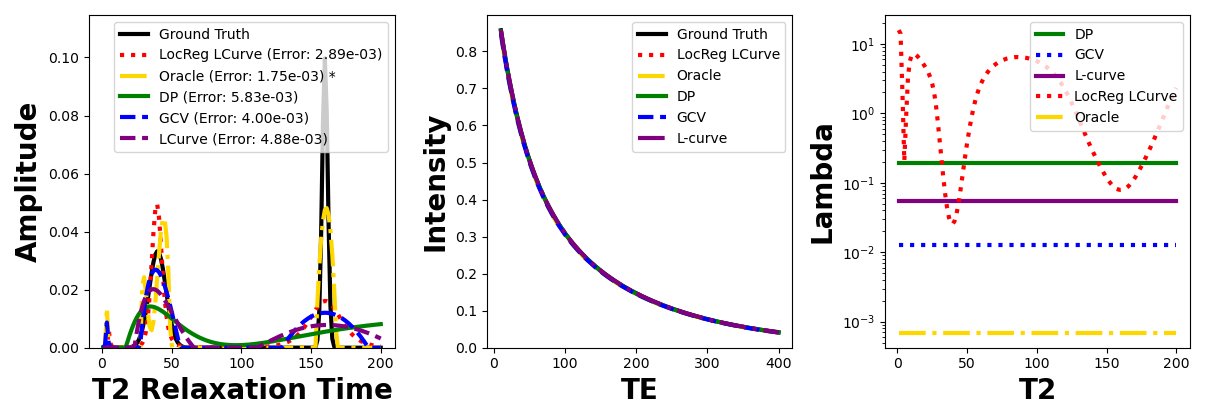 Amplitude
0.00
0.02
0.04
0.06
0.08
0.10
0
50
100
150
200
T2 Relaxation Time
Ground Truth
LocReg LCurve (Error: 2.89e-03)
Oracle (Error: 1.75e-03) *
DP (Error: 5.83e-03)
GCV (Error: 4.00e-03)
LCurve (Error: 4.88e-03)
Intensity
0.0
0.1
0.2
0.3
0.4
0.5
0.6
0.7
0.8
0
100
200
300
400
TE
Ground Truth
LocReg LCurve
Oracle
DP
GCV
L-curve
Lambda
10^1
10^0
10^-1
10^-2
10^-3
0
50
100
150
200
T2
DP
GCV
L-curve
LocReg LCurve
Oracle